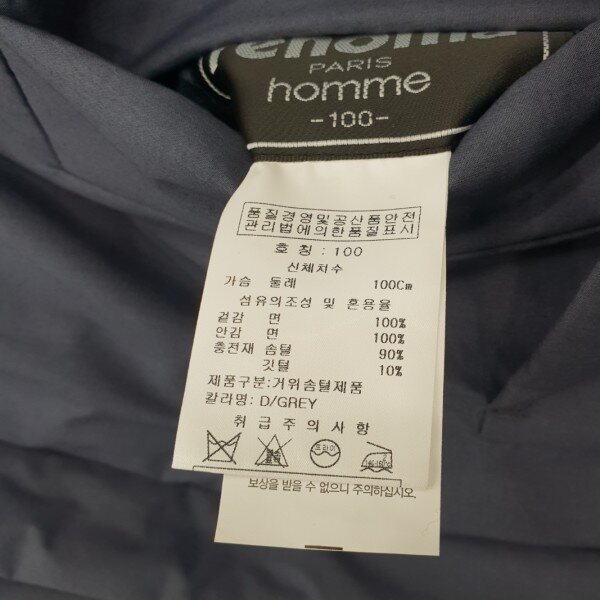 renoma
PARIS
homme
-100-
품질경영및공산품안전
관리법에의한품질표시
호 칭 : 100
신체치수
가슴 둘레 100Cm
섬유의조성 및 혼용율
겉감 면 100%
안감 면 100%
충전재 솜털 90%
깃털 10%
제품구분:거위솜털제품
칼라명: D/GREY
취급주의사항
드라이
보상을 받을 수 없으니 주의하십시오.